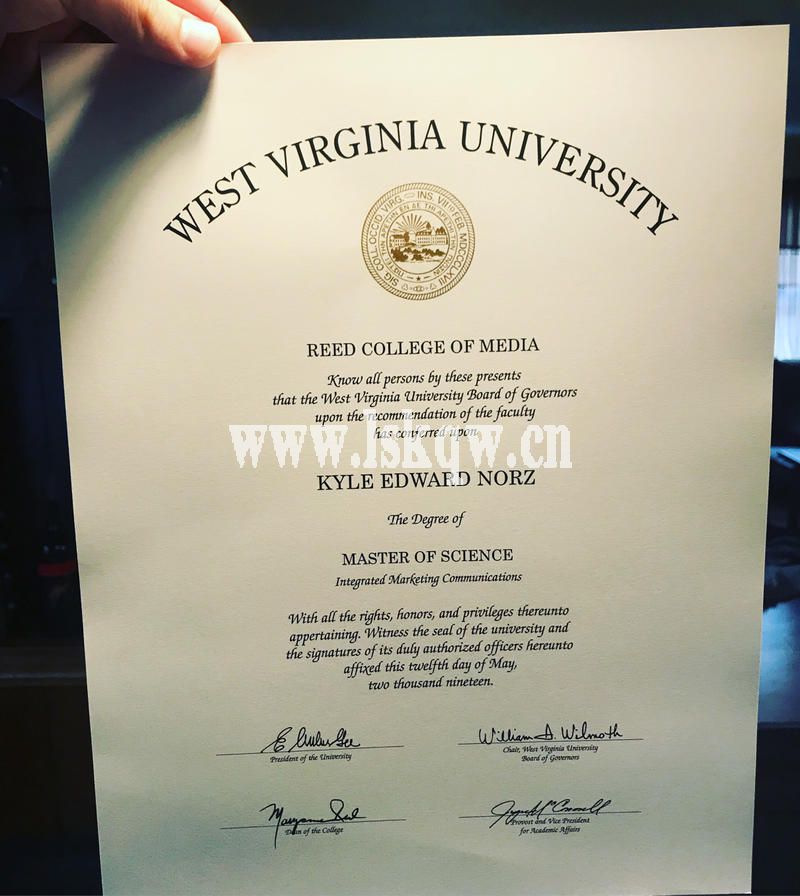 WEST VIRGINIA UNIVERSITY
REED COLLEGE OF MEDIA
Know all persons by these presents
that the West Virginia University Board of Governors
upon the recommendation of the faculty
has conferred upon
www.lskqw.cn
KYLE EDWARD NORZ
The Degree of
MASTER OF SCIENCE
Integrated Marketing Communications
With all the rights, honors, and privileges thereunto
appertaining. Witness the seal of the university and
the signatures of its duly authorized officers hereunto
affixed this twelfth day of May,
two thousand nineteen.
William D. Wilmoth
President of the University
Chair, West Virginia University
Board of Governors
Dean of the College
Provost and Vice President
for Academic Affairs